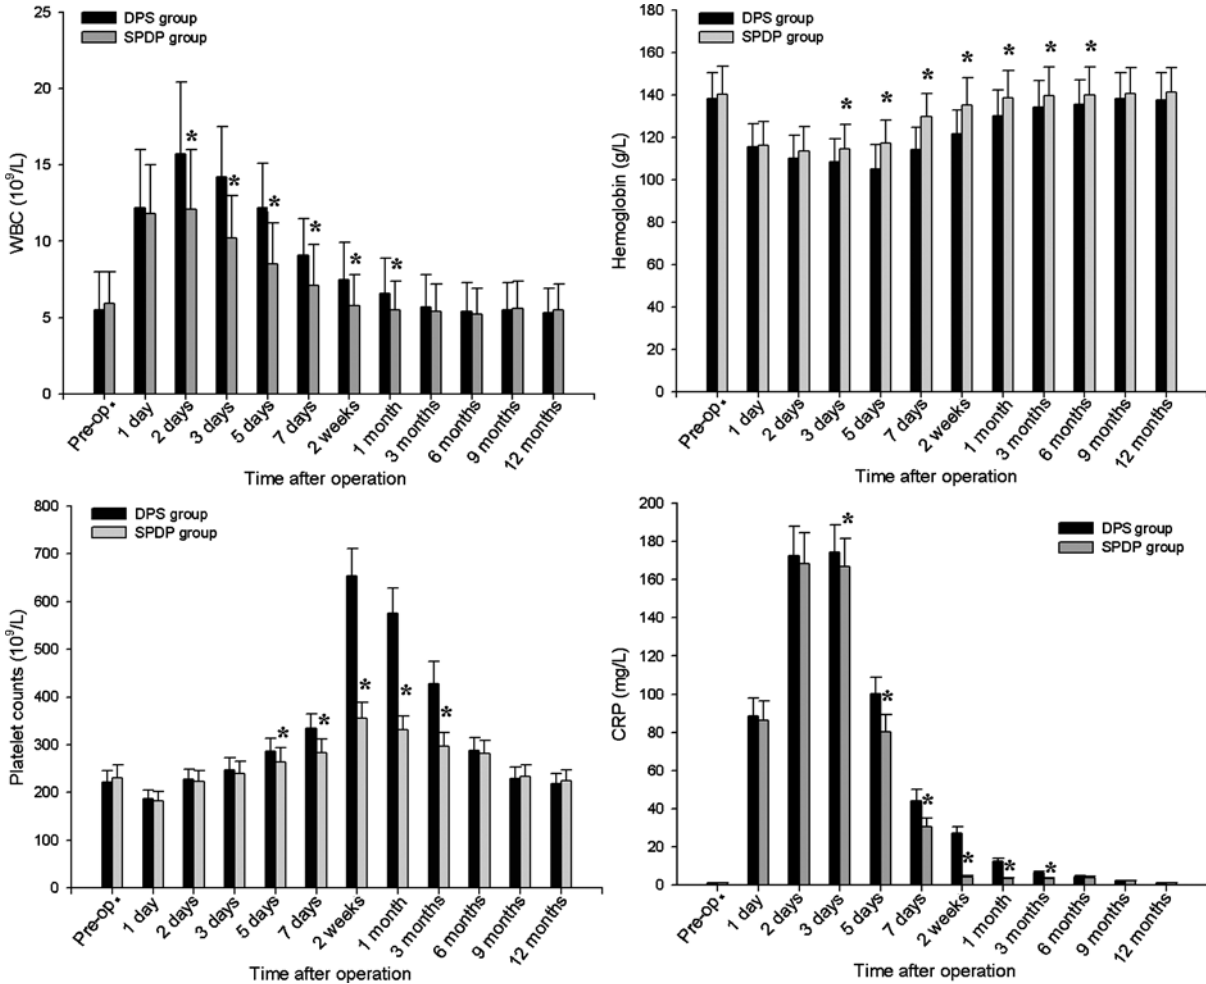 DPS group
SPDP group
25
20
15
10
5
0
WBC (10⁹/L)
*
*
*
*
*
*
Pre-op.
1 day
2 days
3 days
5 days
7 days
2 weeks
1 month
3 months
6 months
9 months
12 months
Time after operation
DPS group
SPDP group
180
160
140
120
100
80
60
40
20
0
Hemoglobin (g/L)
*
*
*
*
*
*
*
Pre-op.
1 day
2 days
3 days
5 days
7 days
2 weeks
1 month
3 months
6 months
9 months
12 months
Time after operation
DPS group
SPDP group
800
700
600
500
400
300
200
100
0
Platelet counts (10⁹/L)
*
*
*
*
*
Pre-op.
1 day
2 days
3 days
5 days
7 days
2 weeks
1 month
3 months
6 months
9 months
12 months
Time after operation
DPS group
SPDP group
200
180
160
140
120
100
80
60
40
20
0
CRP (mg/L)
*
*
*
*
*
*
Pre-op.
1 day
2 days
3 days
5 days
7 days
2 weeks
1 month
3 months
6 months
9 months
12 months
Time after operation